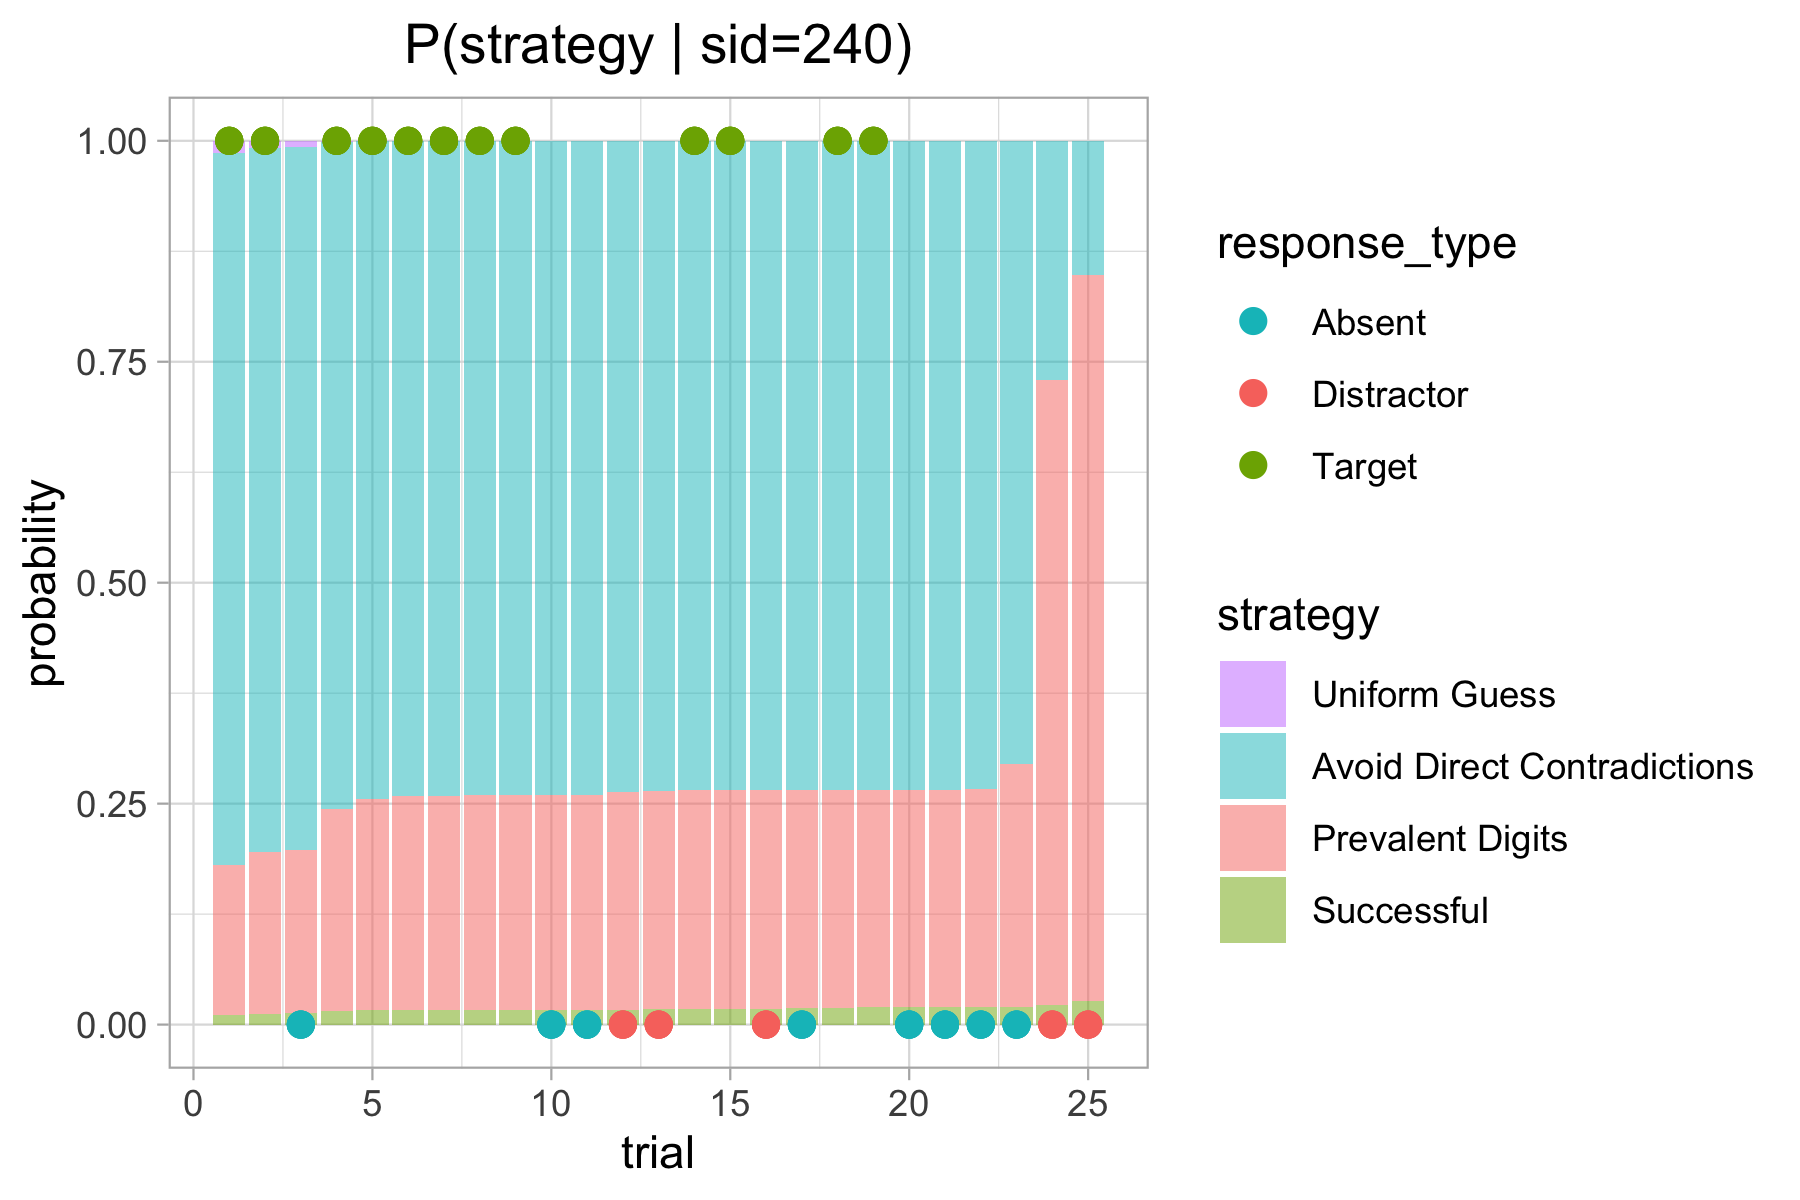 P(strategy | sid=240)
1.00
0.75
0.50
0.25
0.00
probability
0 5 10 15 20 25
trial
response_type
Absent
Distractor
Target
strategy
Uniform Guess
Avoid Direct Contradictions
Prevalent Digits
Successful